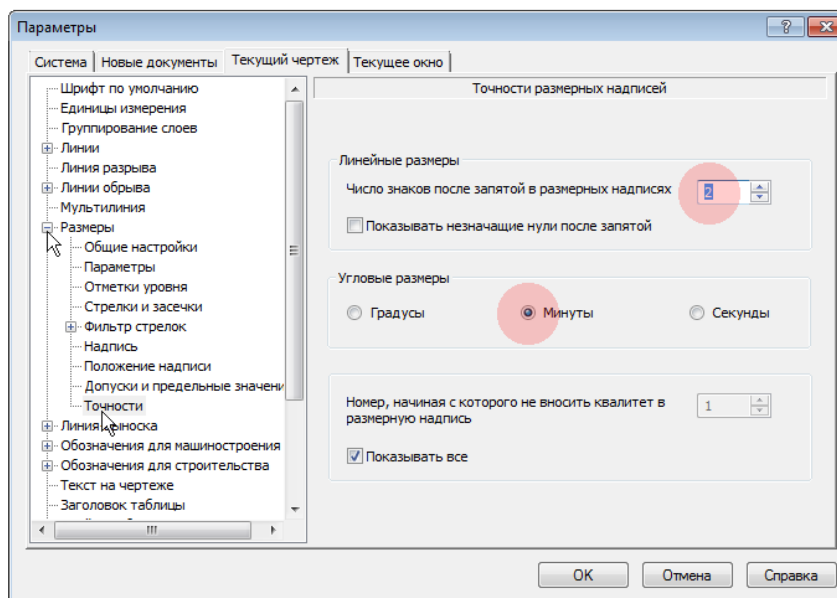 Параметры
Система
Новые документы
Текущий чертеж
Текущее окно
Шрифт по умолчанию
Единицы измерения
Группирование слоев
Линии
Линия разрыва
Линии обрыва
Мультилиния
Размеры
Общие настройки
Параметры
Отметки уровня
Стрелки и засечки
Фильтр стрелок
Надпись
Положение надписи
Допуски и предельные значени
Точности
Линия выноска
Обозначения для машиностроения
Обозначения для строительства
Текст на чертеже
Заголовок таблицы
Точности размерных надписей
Линейные размеры
Число знаков после запятой в размерных надписях
2
Показывать незначащие нули после запятой
Угловые размеры
Градусы
Минуты
Секунды
Номер, начиная с которого не вносить квалитет в
размерную надпись
1
Показывать все
OK
Отмена
Справка